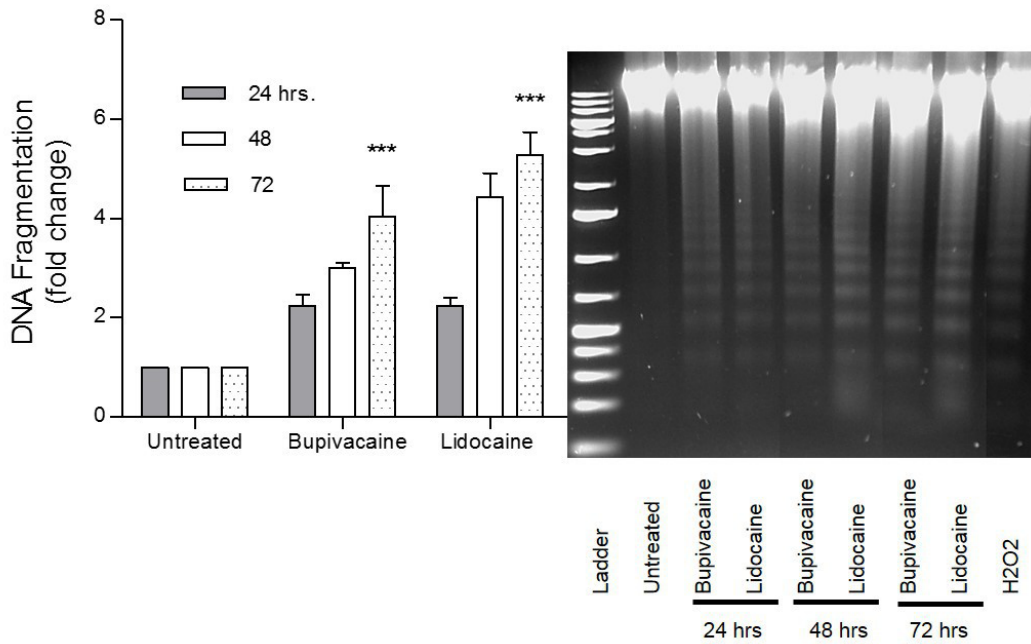 DNA Fragmentation
(fold change)
8
6
4
2
0
24 hrs.
48
72
***
***
Untreated
Bupivacaine
Lidocaine
Ladder
Untreated
Bupivacaine
Lidocaine
Bupivacaine
Lidocaine
Bupivacaine
Lidocaine
H2O2
24 hrs
48 hrs
72 hrs